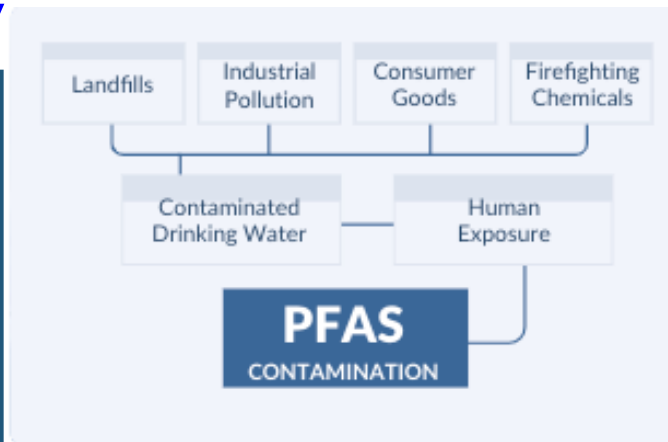 Landfills
Industrial
Pollution
Consumer
Goods
Firefighting
Chemicals
Contaminated
Drinking Water
Human
Exposure
PFAS
CONTAMINATION